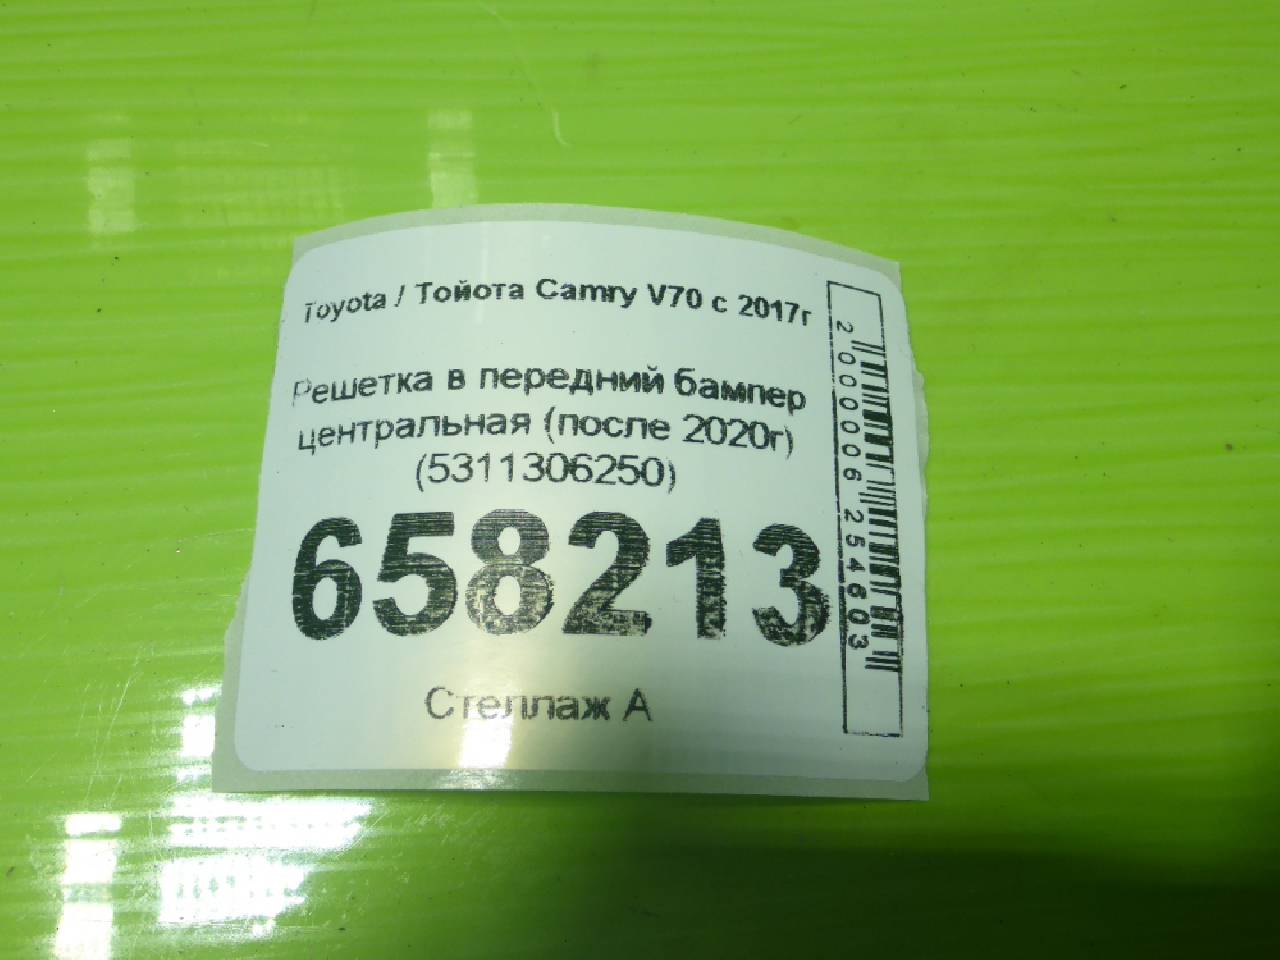 Toyota / Тойота Camry V70 с 2017г
Решетка в передний бампер
центральная (после 2020г)
(5311306250)
658213
Стеллаж А
2000006254603